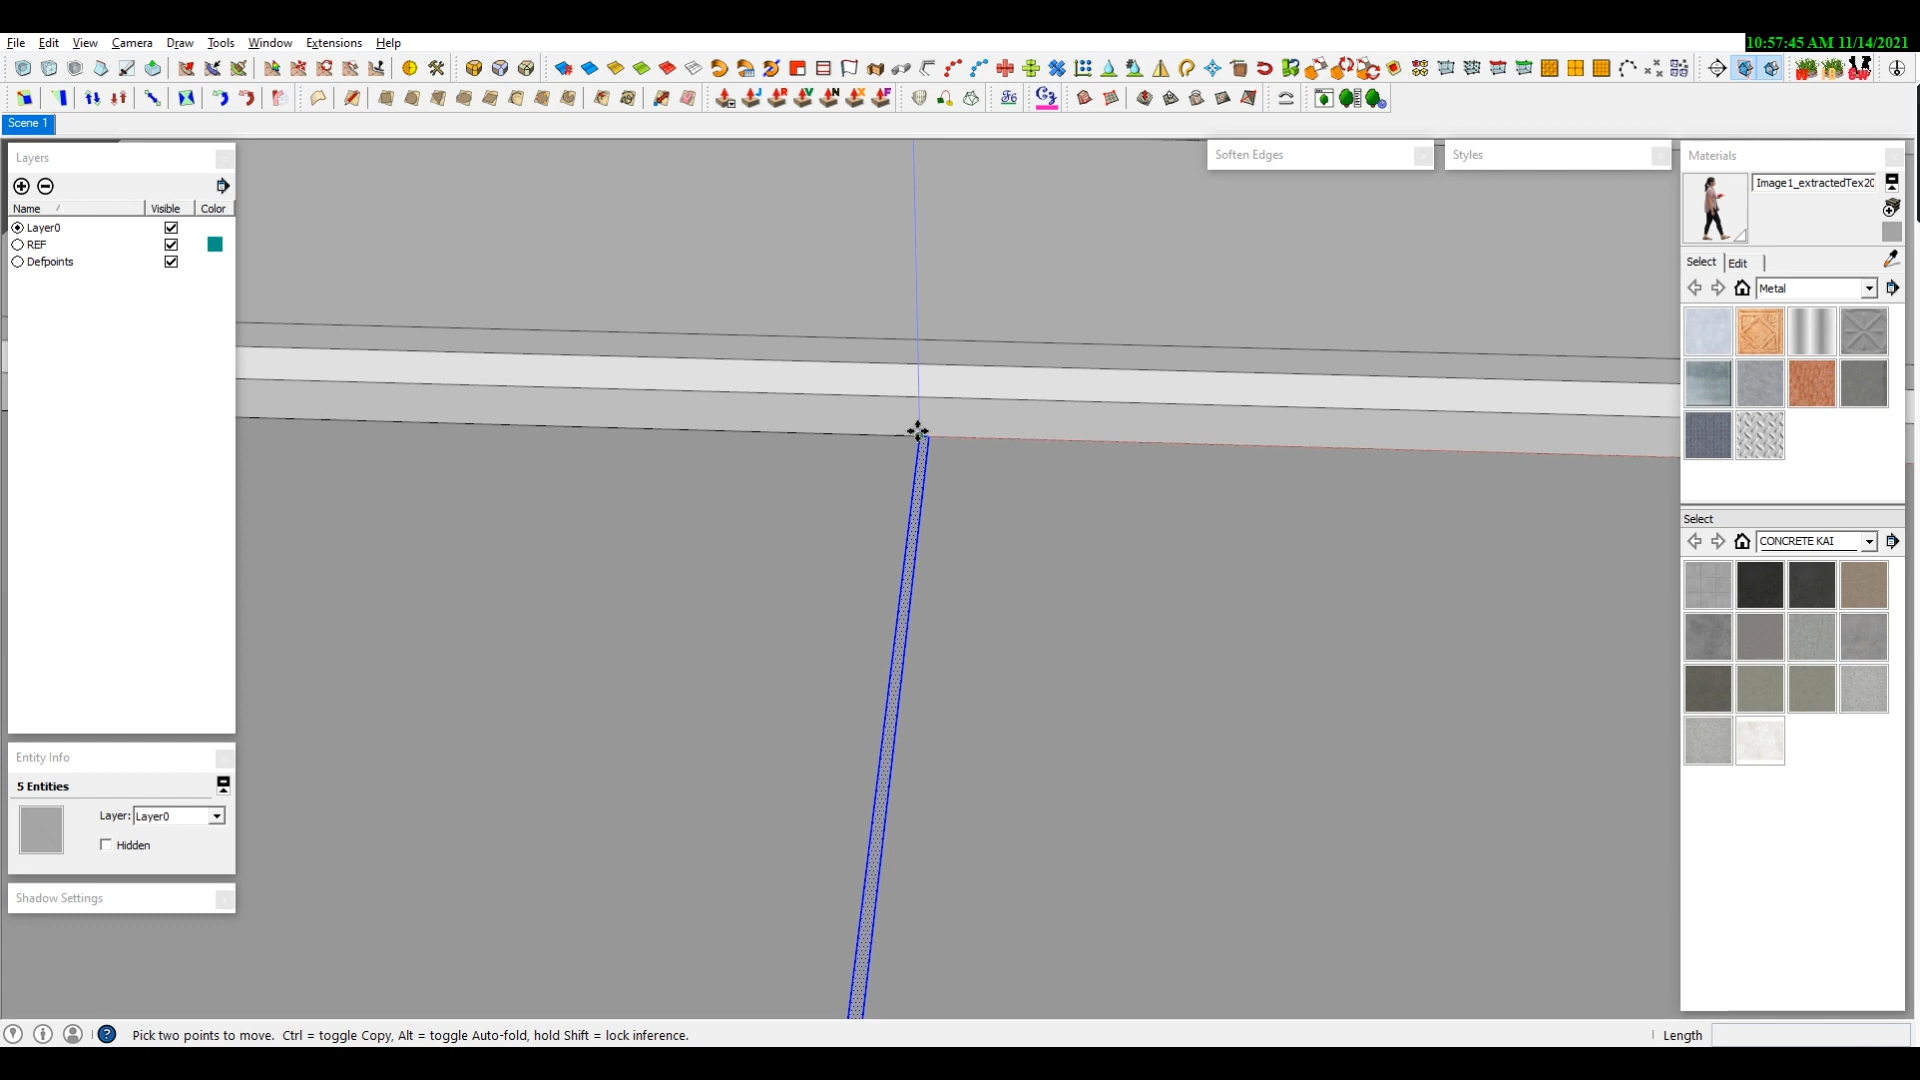 10:57:45 AM 11/14/2021
File Edit View Camera Draw Tools Window Extensions Help
Scene 1
Layers
Name Visible Color
Layer0
REF
Defpoints
Entity Info
5 Entities
Layer: Layer0
Hidden
Shadow Settings
Soften Edges
Styles
Materials
Image1_extractedTex20
Select Edit
Metal
Select
CONCRETE KAI
Pick two points to move. Ctrl = toggle Copy, Alt = toggle Auto-fold, hold Shift = lock inference.
Length